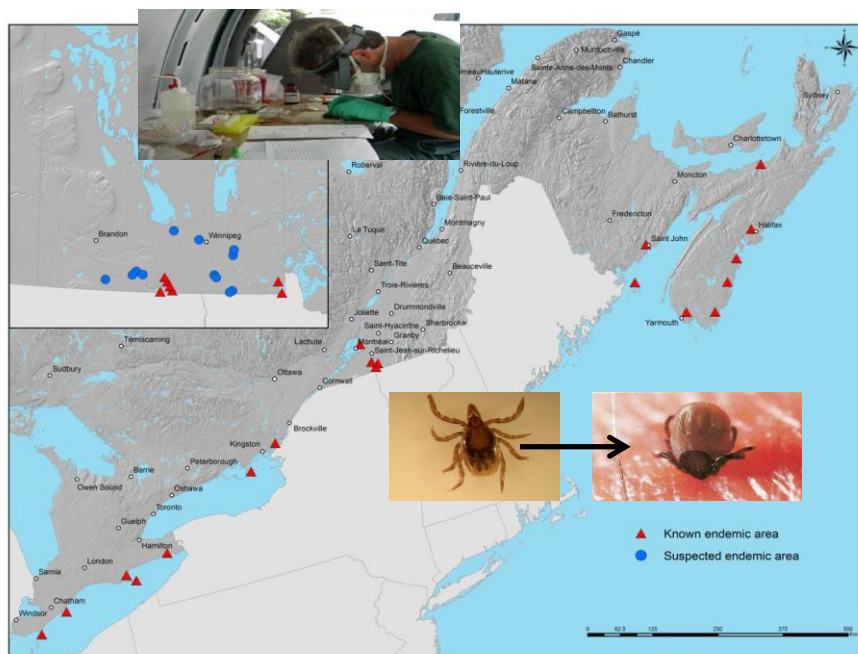 Gaspé
Murdochville
Sainte-Anne-des-Monts
Chandler
Matane
Forestville
Campbellton
Bathurst
Sydney
Charlottetown
Moncton
Fredericton
Saint John
Halifax
Yarmouth
Roberval
Rivière-du-Loup
Baie-Saint-Paul
La Tuque
Montmagny
Québec
Saint-Tite
Beauceville
Trois-Rivières
Joliette
Drummondville
Saint-Hyacinthe
Sherbrooke
Granby
Lachute
Montréal
Saint-Jean-sur-Richelieu
Brandon
Winnipeg
Témiscaming
Sudbury
Ottawa
Cornwall
Brockville
Kingston
Peterborough
Barrie
Owen Sound
Oshawa
Toronto
Guelph
Hamilton
London
Sarnia
Chatham
Windsor
Known endemic area
Suspected endemic area
0 62.5 125 250 375 500